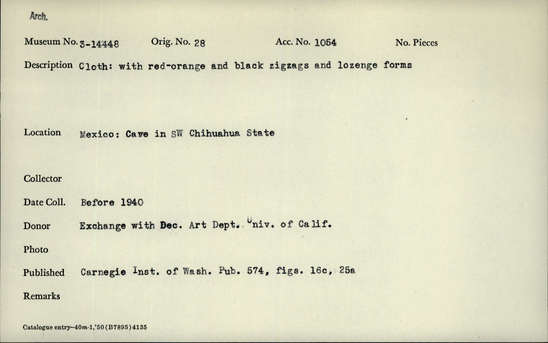 Arch.
Museum No. 3-14448 Orig. No. 28 Acc. No. 1054 No. Pieces
Description Cloth: with red-orange and black zigzags and lozenge forms
Location Mexico: Cave in SW Chihuahua State
Collector
Date Coll. Before 1940
Donor Exchange with Dec. Art Dept. Univ. of Calif.
Photo
Published Carnegie Inst. of Wash. Pub. 574, figs. 16c, 25a
Remarks
Catalogue entry—40m-1,'50 (B7895) 4135